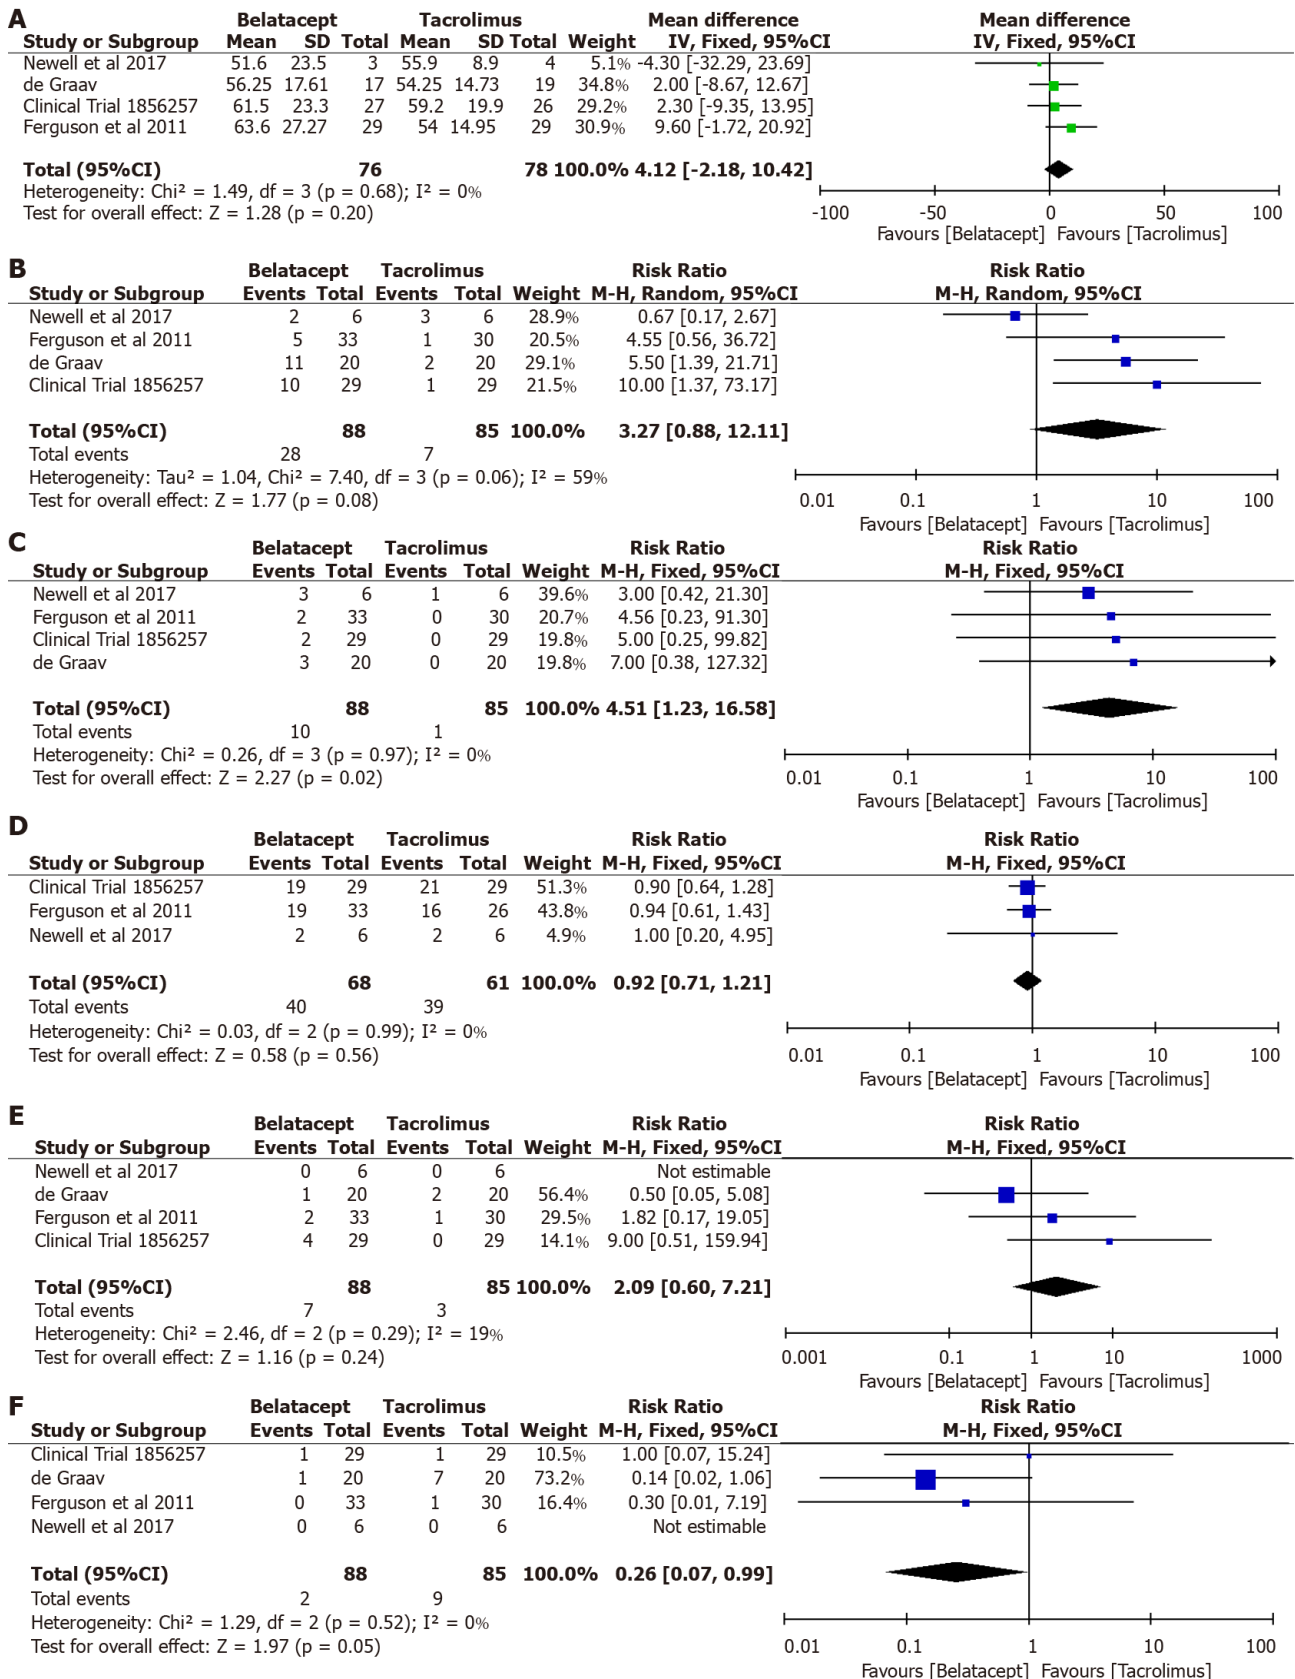 A
Belatacept Tacrolimus Mean difference Mean difference
Study or Subgroup Mean SD Total Mean SD Total Weight IV, Fixed, 95%CI IV, Fixed, 95%CI
Newell et al 2017 51.6 23.5 3 55.9 8.9 4 5.1% -4.30 [-32.29, 23.69]
de Graav 56.25 17.61 17 54.25 14.73 19 34.8% 2.00 [-8.67, 12.67]
Clinical Trial 1856257 61.5 23.3 27 59.2 19.9 26 29.2% 2.30 [-9.35, 13.95]
Ferguson et al 2011 63.6 27.27 29 54 14.95 29 30.9% 9.60 [-1.72, 20.92]
Total (95%CI) 76 78 100.0% 4.12 [-2.18, 10.42]
Heterogeneity: Chi² = 1.49, df = 3 (p = 0.68); I² = 0%
Test for overall effect: Z = 1.28 (p = 0.20)
-100 -50 0 50 100
Favours [Belatacept] Favours [Tacrolimus]
B
Belatacept Tacrolimus Risk Ratio Risk Ratio
Study or Subgroup Events Total Events Total Weight M-H, Random, 95%CI M-H, Random, 95%CI
Newell et al 2017 2 6 3 6 28.9% 0.67 [0.17, 2.67]
Ferguson et al 2011 5 33 1 30 20.5% 4.55 [0.56, 36.72]
de Graav 11 20 2 20 29.1% 5.50 [1.39, 21.71]
Clinical Trial 1856257 10 29 1 29 21.5% 10.00 [1.37, 73.17]
Total (95%CI) 88 85 100.0% 3.27 [0.88, 12.11]
Total events 28 7
Heterogeneity: Tau² = 1.04, Chi² = 7.40, df = 3 (p = 0.06); I² = 59%
Test for overall effect: Z = 1.77 (p = 0.08)
0.01 0.1 1 10 100
Favours [Belatacept] Favours [Tacrolimus]
C
Belatacept Tacrolimus Risk Ratio Risk Ratio
Study or Subgroup Events Total Events Total Weight M-H, Fixed, 95%CI M-H, Fixed, 95%CI
Newell et al 2017 3 6 1 6 39.6% 3.00 [0.42, 21.30]
Ferguson et al 2011 2 33 0 30 20.7% 4.56 [0.23, 91.30]
Clinical Trial 1856257 2 29 0 29 19.8% 5.00 [0.25, 99.82]
de Graav 3 20 0 20 19.8% 7.00 [0.38, 127.32]
Total (95%CI) 88 85 100.0% 4.51 [1.23, 16.58]
Total events 10 1
Heterogeneity: Chi² = 0.26, df = 3 (p = 0.97); I² = 0%
Test for overall effect: Z = 2.27 (p = 0.02)
0.01 0.1 1 10 100
Favours [Belatacept] Favours [Tacrolimus]
D
Belatacept Tacrolimus Risk Ratio Risk Ratio
Study or Subgroup Events Total Events Total Weight M-H, Fixed, 95%CI M-H, Fixed, 95%CI
Clinical Trial 1856257 19 29 21 29 51.3% 0.90 [0.64, 1.28]
Ferguson et al 2011 19 33 16 26 43.8% 0.94 [0.61, 1.43]
Newell et al 2017 2 6 2 6 4.9% 1.00 [0.20, 4.95]
Total (95%CI) 68 61 100.0% 0.92 [0.71, 1.21]
Total events 40 39
Heterogeneity: Chi² = 0.03, df = 2 (p = 0.99); I² = 0%
Test for overall effect: Z = 0.58 (p = 0.56)
0.01 0.1 1 10 100
Favours [Belatacept] Favours [Tacrolimus]
E
Belatacept Tacrolimus Risk Ratio Risk Ratio
Study or Subgroup Events Total Events Total Weight M-H, Fixed, 95%CI M-H, Fixed, 95%CI
Newell et al 2017 0 6 0 6 Not estimable
de Graav 1 20 2 20 56.4% 0.50 [0.05, 5.08]
Ferguson et al 2011 2 33 1 30 29.5% 1.82 [0.17, 19.05]
Clinical Trial 1856257 4 29 0 29 14.1% 9.00 [0.51, 159.94]
Total (95%CI) 88 85 100.0% 2.09 [0.60, 7.21]
Total events 7 3
Heterogeneity: Chi² = 2.46, df = 2 (p = 0.29); I² = 19%
Test for overall effect: Z = 1.16 (p = 0.24)
0.001 0.1 1 10 1000
Favours [Belatacept] Favours [Tacrolimus]
F
Belatacept Tacrolimus Risk Ratio Risk Ratio
Study or Subgroup Events Total Events Total Weight M-H, Fixed, 95%CI M-H, Fixed, 95%CI
Clinical Trial 1856257 1 29 1 29 10.5% 1.00 [0.07, 15.24]
de Graav 1 20 7 20 73.2% 0.14 [0.02, 1.06]
Ferguson et al 2011 0 33 1 30 16.4% 0.30 [0.01, 7.19]
Newell et al 2017 0 6 0 6 Not estimable
Total (95%CI) 88 85 100.0% 0.26 [0.07, 0.99]
Total events 2 9
Heterogeneity: Chi² = 1.29, df = 2 (p = 0.52); I² = 0%
Test for overall effect: Z = 1.97 (p = 0.05)
0.01 0.1 1 10 100
Favours [Belatacept] Favours [Tacrolimus]